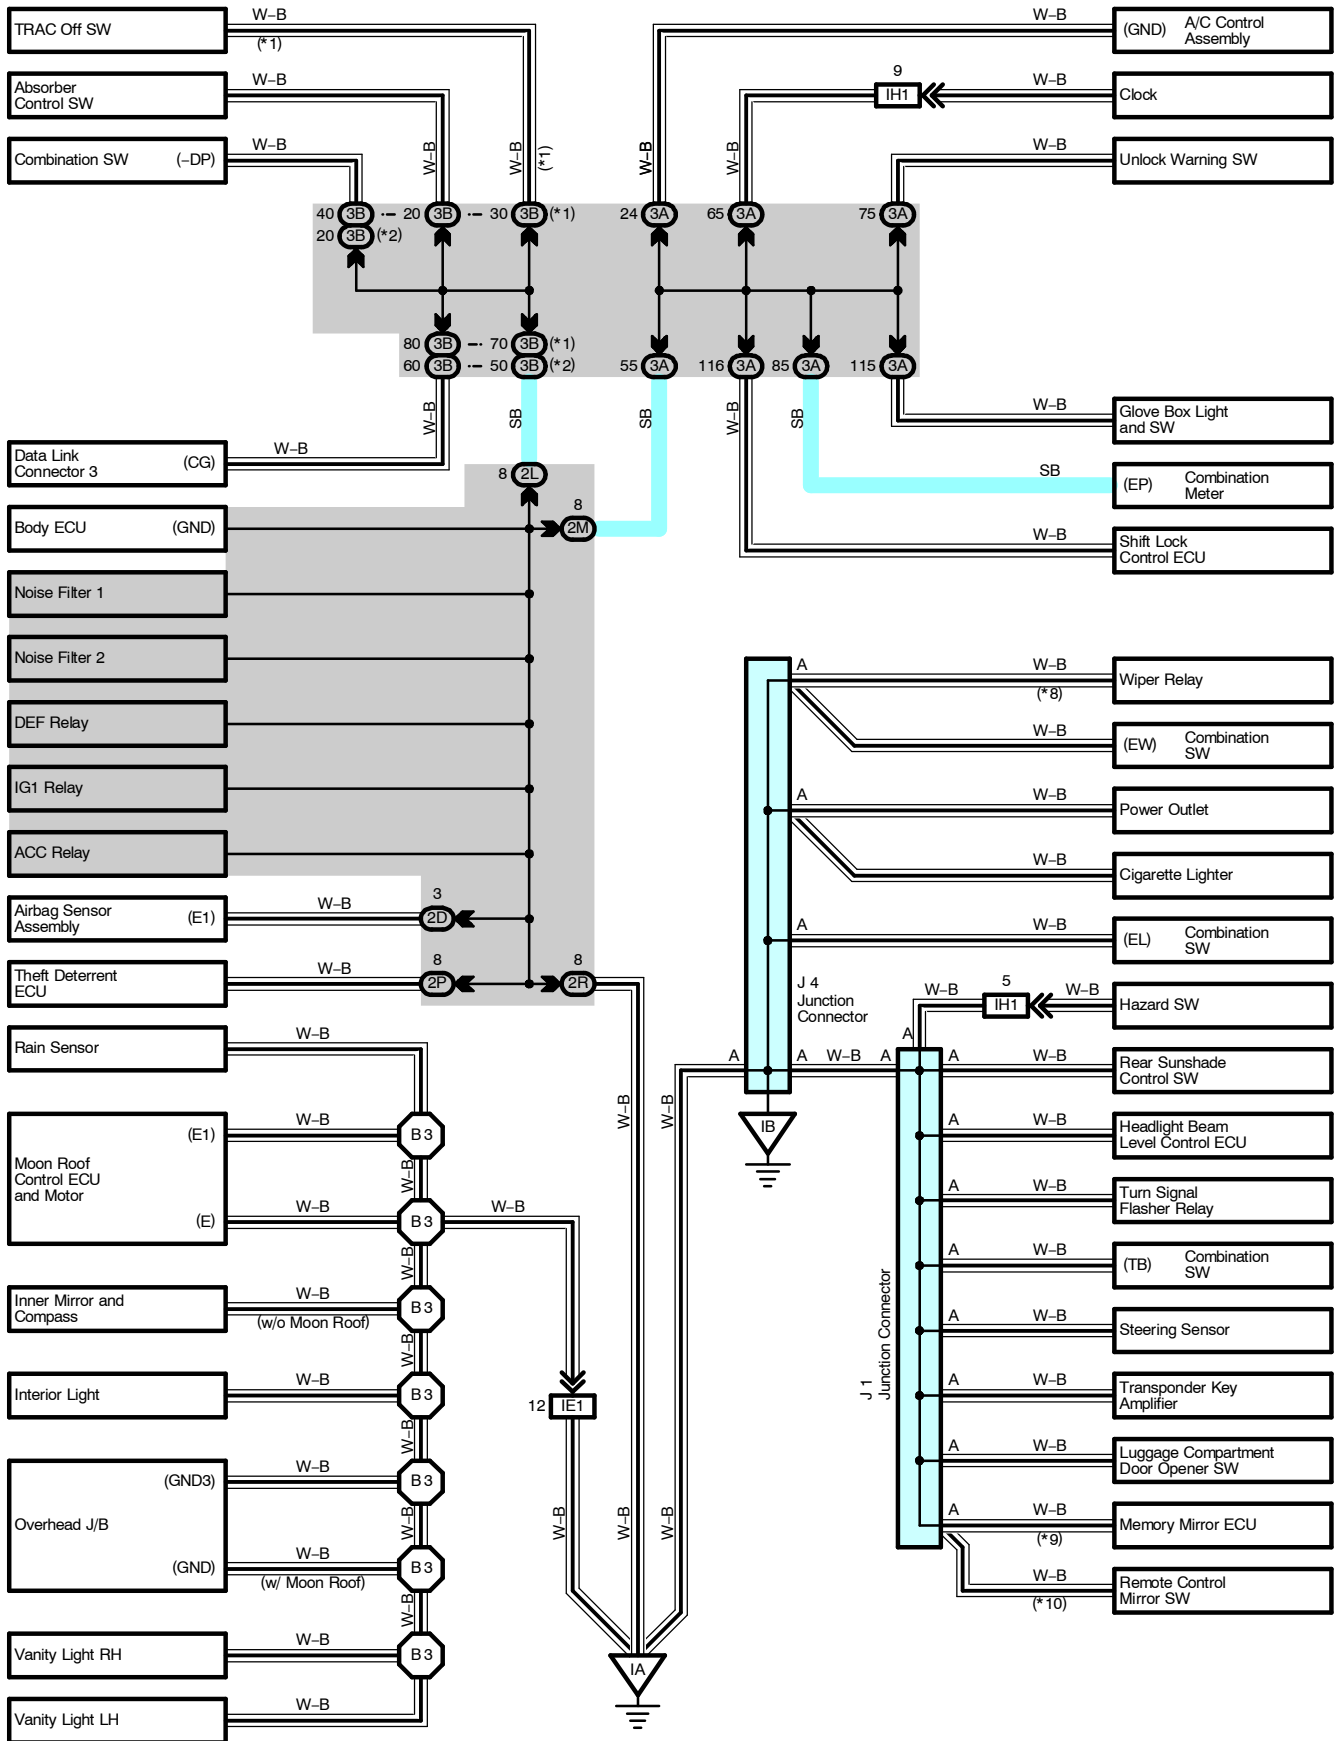 TRAC Off SW
W–B
(*1)
Absorber
Control SW
W–B
Combination SW (–DP)
W–B
W–B
W–B
(*1)
W–B
W–B
(GND) A/C Control
Assembly
W–B
9
IH1
W–B
Clock
W–B
Unlock Warning SW
W–B
40 3B 20 3B 30 3B (*1)
20 3B (*2)
24 3A 65 3A 75 3A
80 3B 70 3B (*1)
60 3B 50 3B (*2)
55 3A 116 3A 85 3A 115 3A
W–B
SB
SB
W–B
SB
Data Link
Connector 3
(CG)
W–B
8 2L
8
2M
Body ECU (GND)
Noise Filter 1
Noise Filter 2
DEF Relay
IG1 Relay
ACC Relay
Airbag Sensor
Assembly
(E1)
W–B
3
2D
Theft Deterrent
ECU
W–B
8
2P
8
2R
W–B
Glove Box Light
and SW
SB
(EP) Combination
Meter
W–B
Shift Lock
Control ECU
A
W–B
(*8)
Wiper Relay
W–B
(EW) Combination
SW
A
W–B
Power Outlet
W–B
Cigarette Lighter
A
W–B
(EL) Combination
SW
J 4
Junction
Connector
W–B
5
IH1
W–B
Hazard SW
A
A
A W–B A
A
W–B
Rear Sunshade
Control SW
IB
A
W–B
Headlight Beam
Level Control ECU
A
W–B
Turn Signal
Flasher Relay
A
W–B
(TB) Combination
SW
J 1
Junction Connector
A
W–B
Steering Sensor
A
W–B
Transponder Key
Amplifier
A
W–B
Luggage Compartment
Door Opener SW
A
W–B
(*9)
Memory Mirror ECU
W–B
(*10)
Remote Control
Mirror SW
Rain Sensor
W–B
Moon Roof
Control ECU
and Motor
(E1)
W–B
B 3
W–B
(E)
W–B
B 3
W–B
W–B
Inner Mirror and
Compass
W–B
(w/o Moon Roof)
B 3
W–B
Interior Light
W–B
B 3
W–B
12 IE1
Overhead J/B
(GND3)
W–B
B 3
W–B
(GND)
W–B
(w/ Moon Roof)
B 3
W–B
Vanity Light RH
W–B
B 3
Vanity Light LH
W–B
W–B
W–B
W–B
W–B
W–B
IA